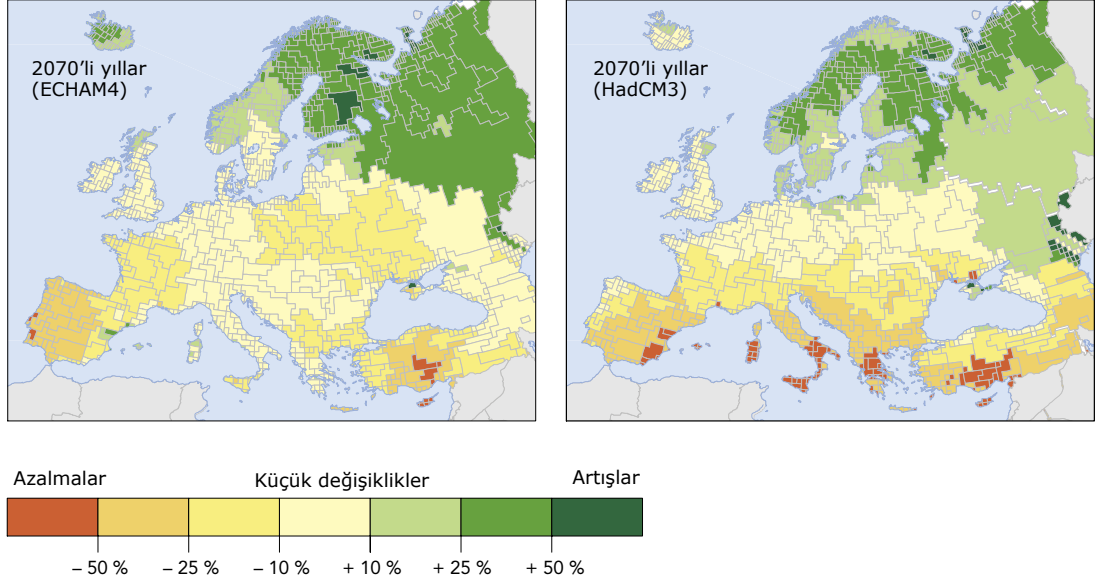 2070’li yıllar
(ECHAM4)
2070’li yıllar
(HadCM3)
Azalmalar
Küçük değişiklikler
Artışlar
– 50 %
– 25 %
– 10 %
+ 10 %
+ 25 %
+ 50 %